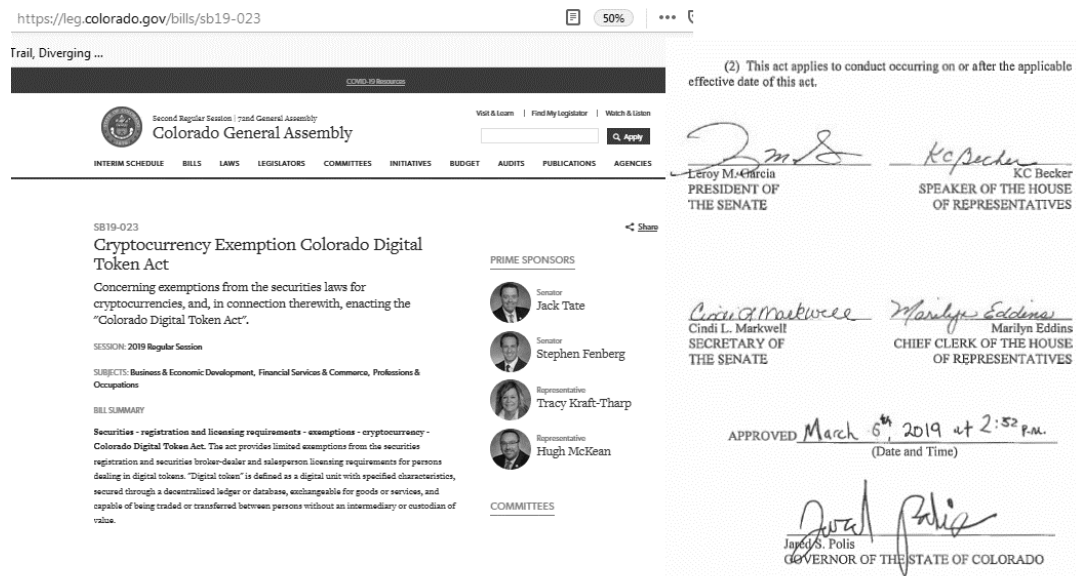 https://leg.colorado.gov/bills/sb19-023
50%
Trail, Diverging ...
COVID-19 Resources
Second Regular Session | 72nd General Assembly
Colorado General Assembly
Visit & Learn | Find My Legislator | Watch & Listen
Apply
INTERIM SCHEDULE BILLS LAWS LEGISLATORS COMMITTEES INITIATIVES BUDGET AUDITS PUBLICATIONS AGENCIES
SB19-023
Cryptocurrency Exemption Colorado Digital
Token Act
Concerning exemptions from the securities laws for
cryptocurrencies, and, in connection therewith, enacting the
"Colorado Digital Token Act".
SESSION: 2019 Regular Session
SUBJECTS: Business & Economic Development, Financial Services & Commerce, Professions &
Occupations
BILL SUMMARY
Securities - registration and licensing requirements - exemptions - cryptocurrency -
Colorado Digital Token Act. The act provides limited exemptions from the securities
registration and securities broker-dealer and salesperson licensing requirements for persons
dealing in digital tokens. "Digital token" is defined as a digital unit with specified characteristics,
secured through a decentralized ledger or database, exchangeable for goods or services, and
capable of being traded or transferred between persons without an intermediary or custodian of
value.
Share
PRIME SPONSORS
Senator
Jack Tate
Senator
Stephen Fenberg
Representative
Tracy Kraft-Tharp
Representative
Hugh McKean
COMMITTEES
(2) This act applies to conduct occurring on or after the applicable
effective date of this act.
KC Becker
Leroy M. Garcia KC Becker
PRESIDENT OF SPEAKER OF THE HOUSE
THE SENATE OF REPRESENTATIVES
Cindi L Markwell Marilyn Eddins
Cindi L. Markwell Marilyn Eddins
SECRETARY OF CHIEF CLERK OF THE HOUSE
THE SENATE OF REPRESENTATIVES
APPROVED March 6th, 2019 at 2:52 P.M.
(Date and Time)
Jared Polis
Jared S. Polis
GOVERNOR OF THE STATE OF COLORADO